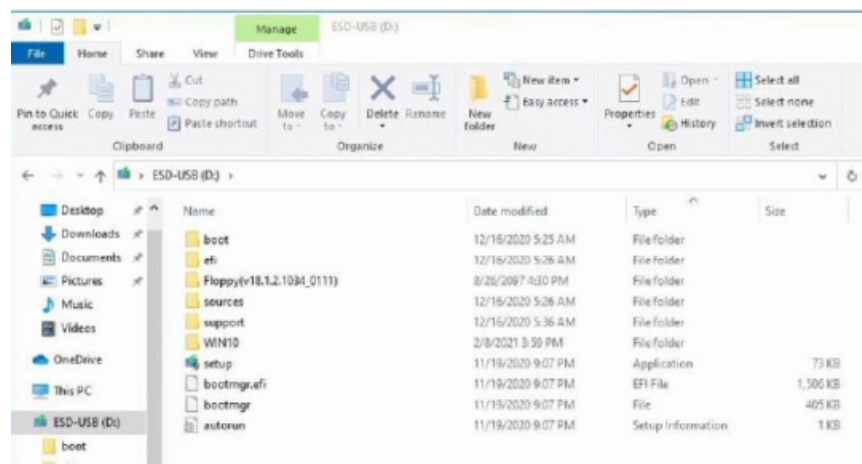 Manage ESD-USB (D:)
File Home Share View Drive Tools
Pin to Quick access Copy Paste Cut Copy path Paste shortcut
Move to Copy to Delete Rename New folder New item Easy access
Properties Open Edit History Select all Select none Invert selection
Clipboard Organize New Open Select
ESD-USB (D:)
Desktop Name Date modified Type Size
Downloads boot 12/16/2020 5:25 AM File folder
Documents efi 12/16/2020 5:26 AM File folder
Pictures Floppy(v18.1.2.1034_0111) 8/26/2097 4:30 PM File folder
Music sources 12/16/2020 5:26 AM File folder
Videos support 12/16/2020 5:36 AM File folder
WIN10 2/8/2021 3:59 PM File folder
OneDrive setup 11/19/2020 9:07 PM Application 73 KB
This PC bootmgr.efi 11/19/2020 9:07 PM EFI File 1,506 KB
bootmgr 11/19/2020 9:07 PM File 405 KB
ESD-USB (D:) autorun 11/19/2020 9:07 PM Setup Information 1 KB
boot